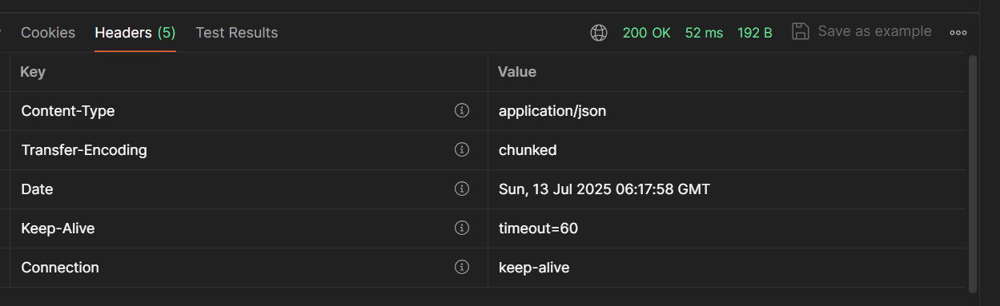 Cookies Headers (5) Test Results 200 OK 52 ms 192 B Save as example
Key Value
Content-Type application/json
Transfer-Encoding chunked
Date Sun, 13 Jul 2025 06:17:58 GMT
Keep-Alive timeout=60
Connection keep-alive